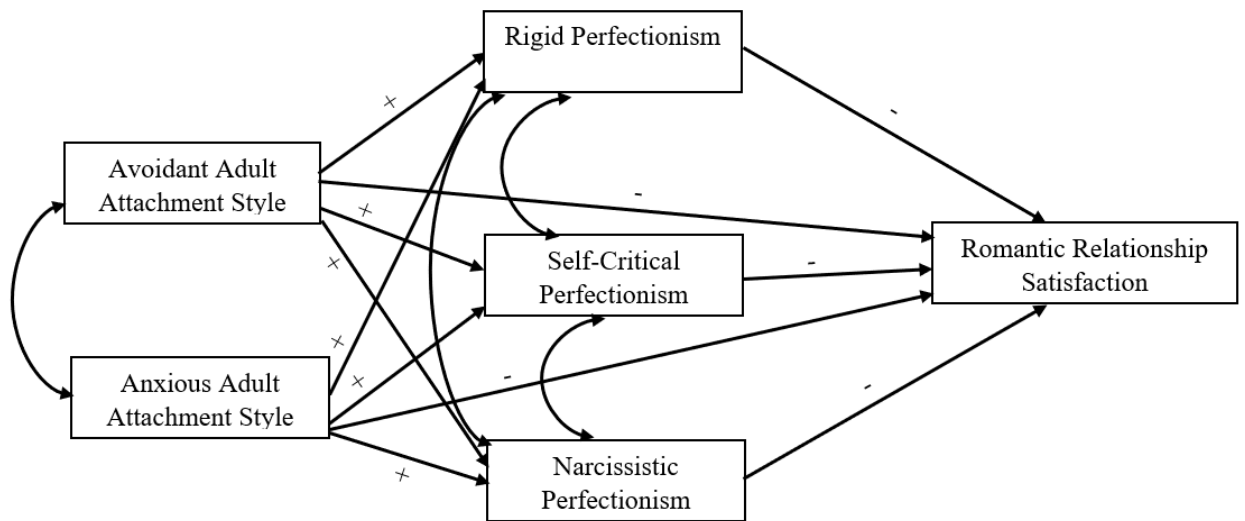 Rigid Perfectionism
+
-
Avoidant Adult
Attachment Style
-
+
+
Self-Critical
Perfectionism
-
Romantic Relationship
Satisfaction
+
+
-
-
Anxious Adult
Attachment Style
+
Narcissistic
Perfectionism